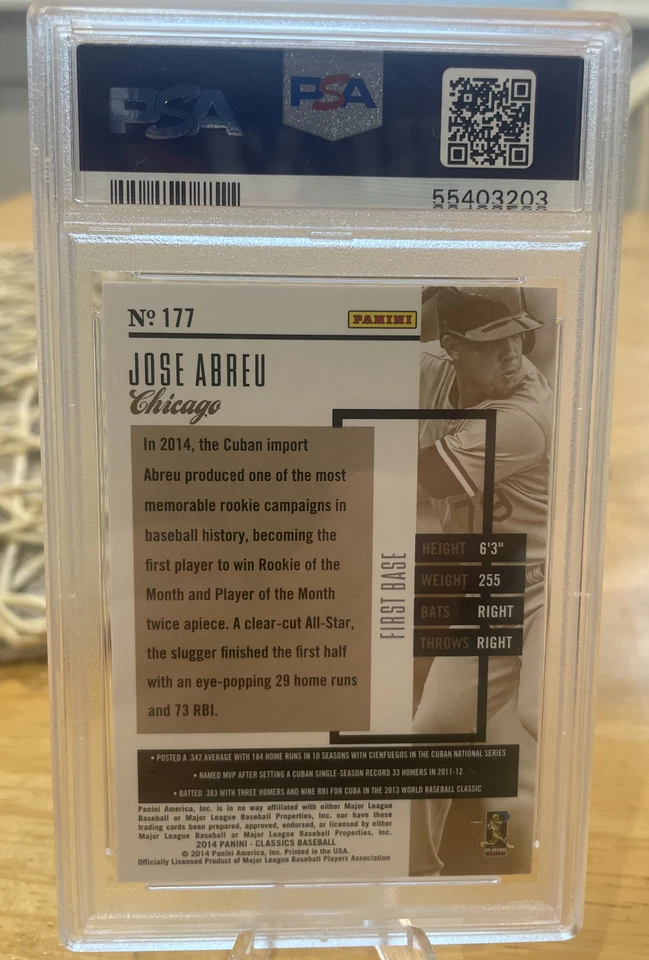 PSA
PSA
55403203
Nº 177
PANINI
JOSE ABREU
Chicago
In 2014, the Cuban import
Abreu produced one of the most
memorable rookie campaigns in
baseball history, becoming the
first player to win Rookie of the
Month and Player of the Month
twice apiece. A clear-cut All-Star,
the slugger finished the first half
with an eye-popping 29 home runs
and 73 RBI.
FIRST BASE
HEIGHT 6'3"
WEIGHT 255
BATS RIGHT
THROWS RIGHT
79
• POSTED A .342 AVERAGE WITH 184 HOME RUNS IN 10 SEASONS WITH CIENFUEGOS IN THE CUBAN NATIONAL SERIES
• NAMED MVP AFTER SETTING A CUBAN SINGLE-SEASON RECORD 33 HOMERS IN 2011-12
• BATTED .383 WITH THREE HOMERS AND NINE RBI FOR CUBA IN THE 2013 WORLD BASEBALL CLASSIC
Panini America, Inc. is in no way affiliated with either Major League
Baseball or Major League Baseball Properties, Inc. nor have these
trading cards been prepared, approved, endorsed, or licensed by either
Major League Baseball or Major League Baseball Properties, Inc.
2014 PANINI - CLASSICS BASEBALL
© 2014 Panini America, Inc. Printed in the USA.
Officially Licensed Product of Major League Baseball Players Association